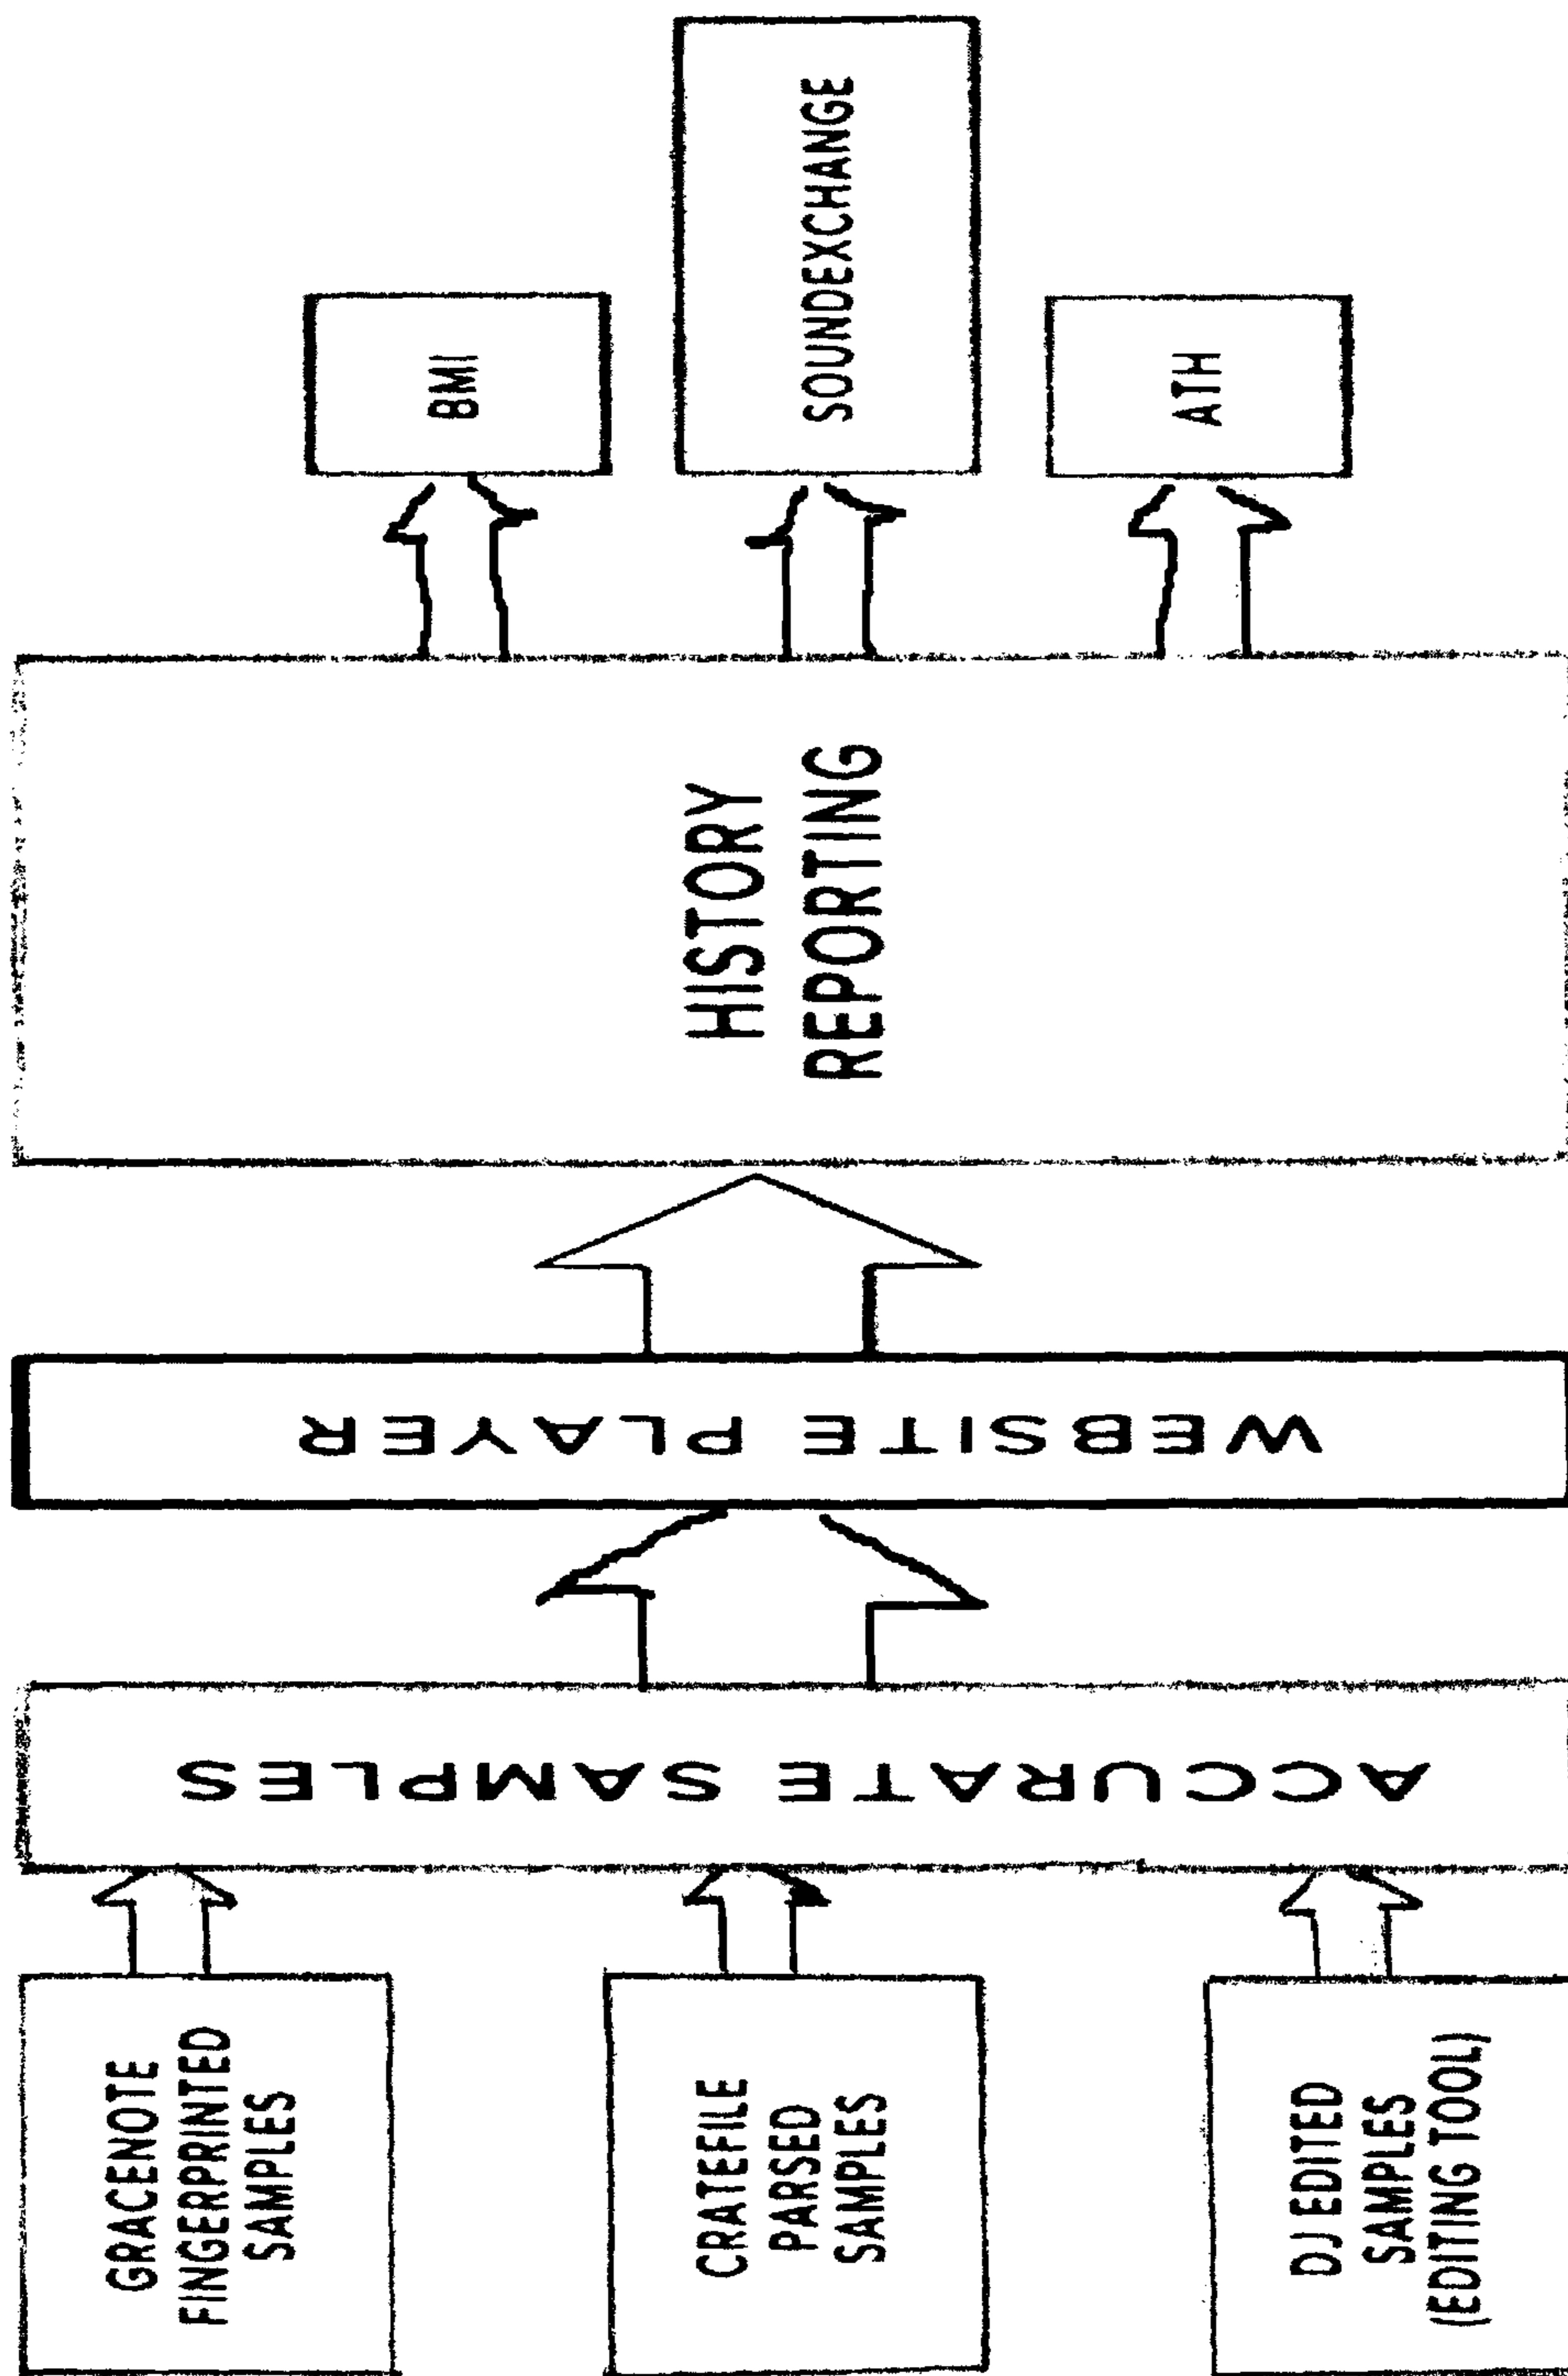 GRACENOTE
FINGERPRINTED
SAMPLES
CRATEFILE
PARSED
SAMPLES
DJ EDITED
SAMPLES
(EDITING TOOL)
ACCURATE SAMPLES
WEBSITE PLAYER
HISTORY
REPORTING
BMI
SOUNDEXCHANGE
ATH